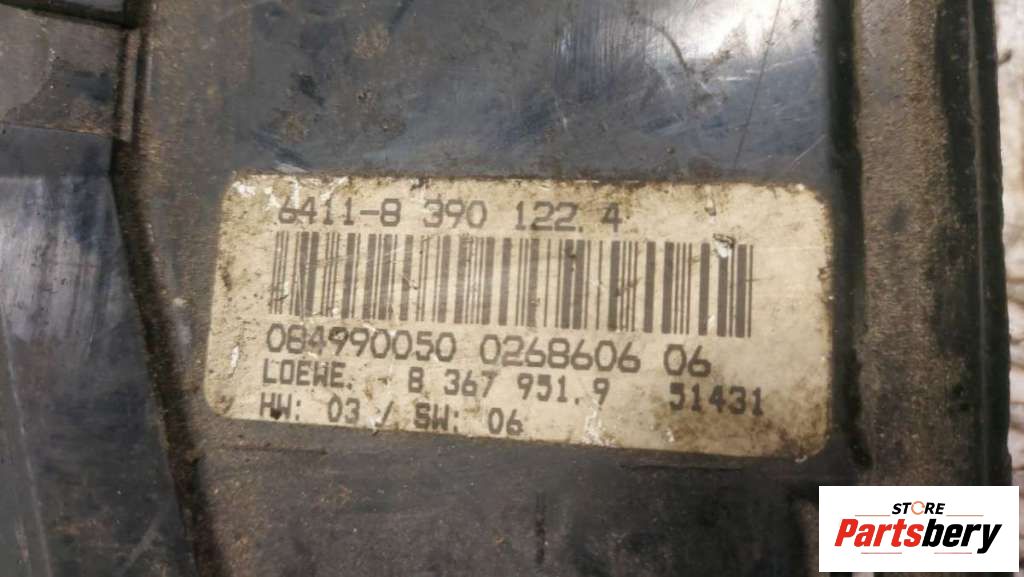 6411-8 390 122.4
084990050 0268606 06
LOEWE. 8 367 951.9 51431
HW: 03 / SW: 06
STORE
Partsbery